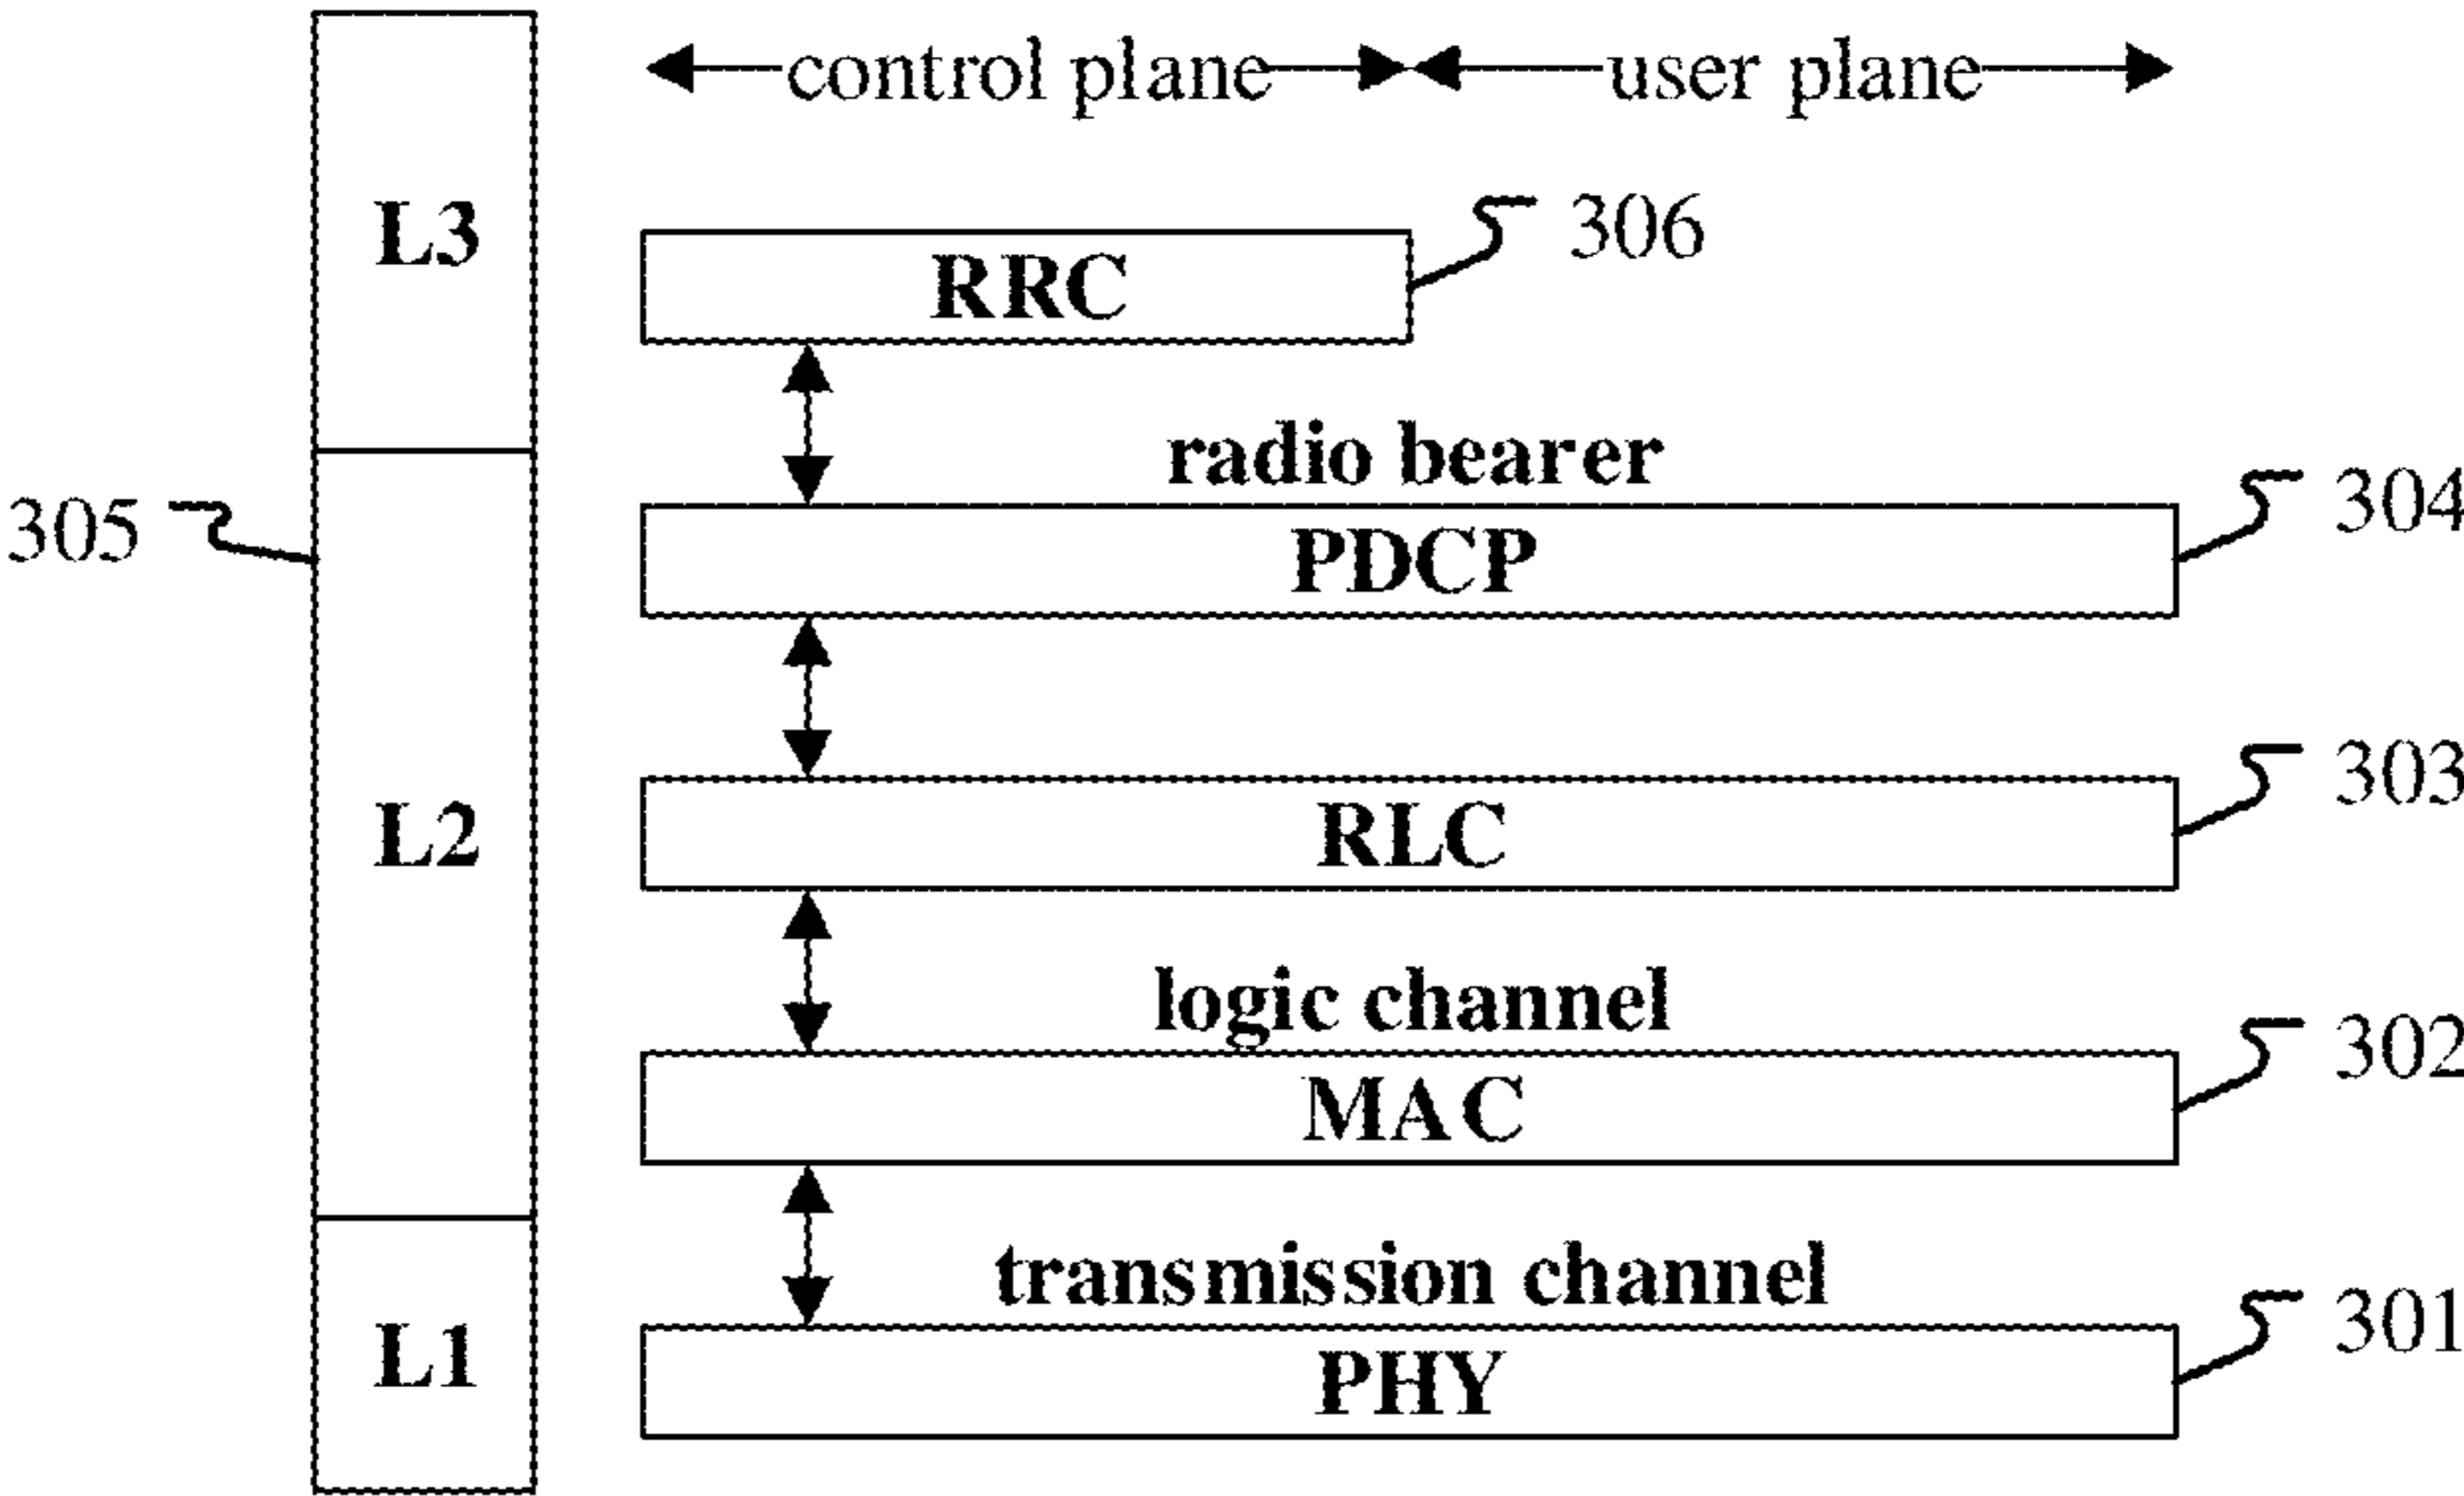 control plane user plane
L3
RRC
306
radio bearer
305
PDCP
304
L2
RLC
303
logic channel
MAC
302
transmission channel
L1
PHY
301